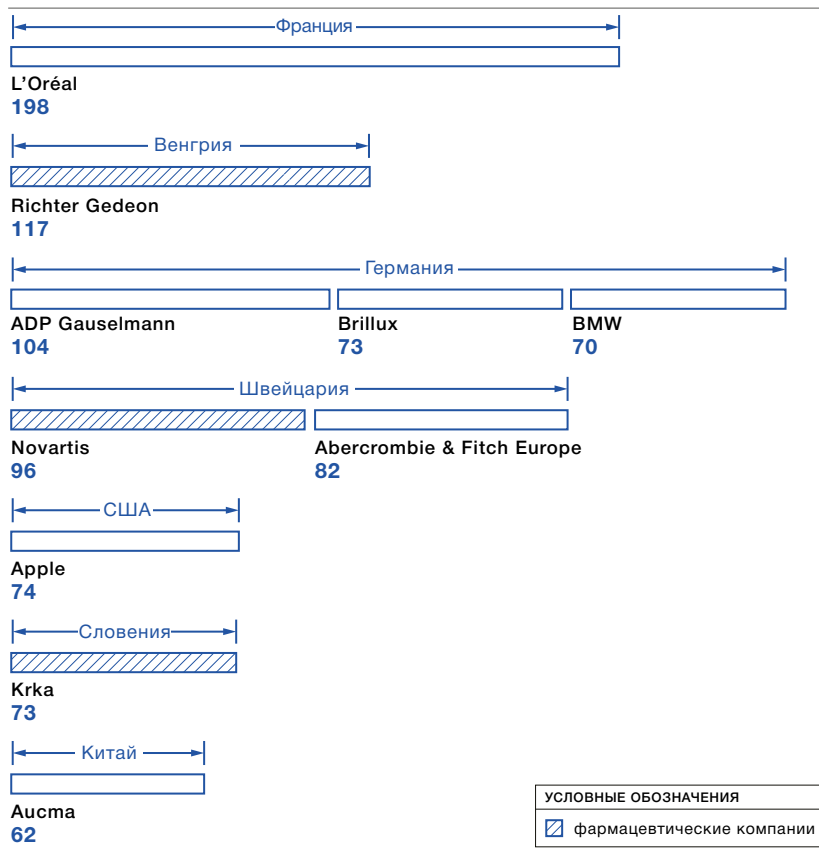 Франция
L’Oréal
198
Венгрия
Richter Gedeon
117
Германия
ADP Gauselmann
104
Brillux
73
BMW
70
Швейцария
Novartis
96
Abercrombie & Fitch Europe
82
США
Apple
74
Словения
Krka
73
Китай
Aucma
62
УСЛОВНЫЕ ОБОЗНАЧЕНИЯ
фармацевтические компании